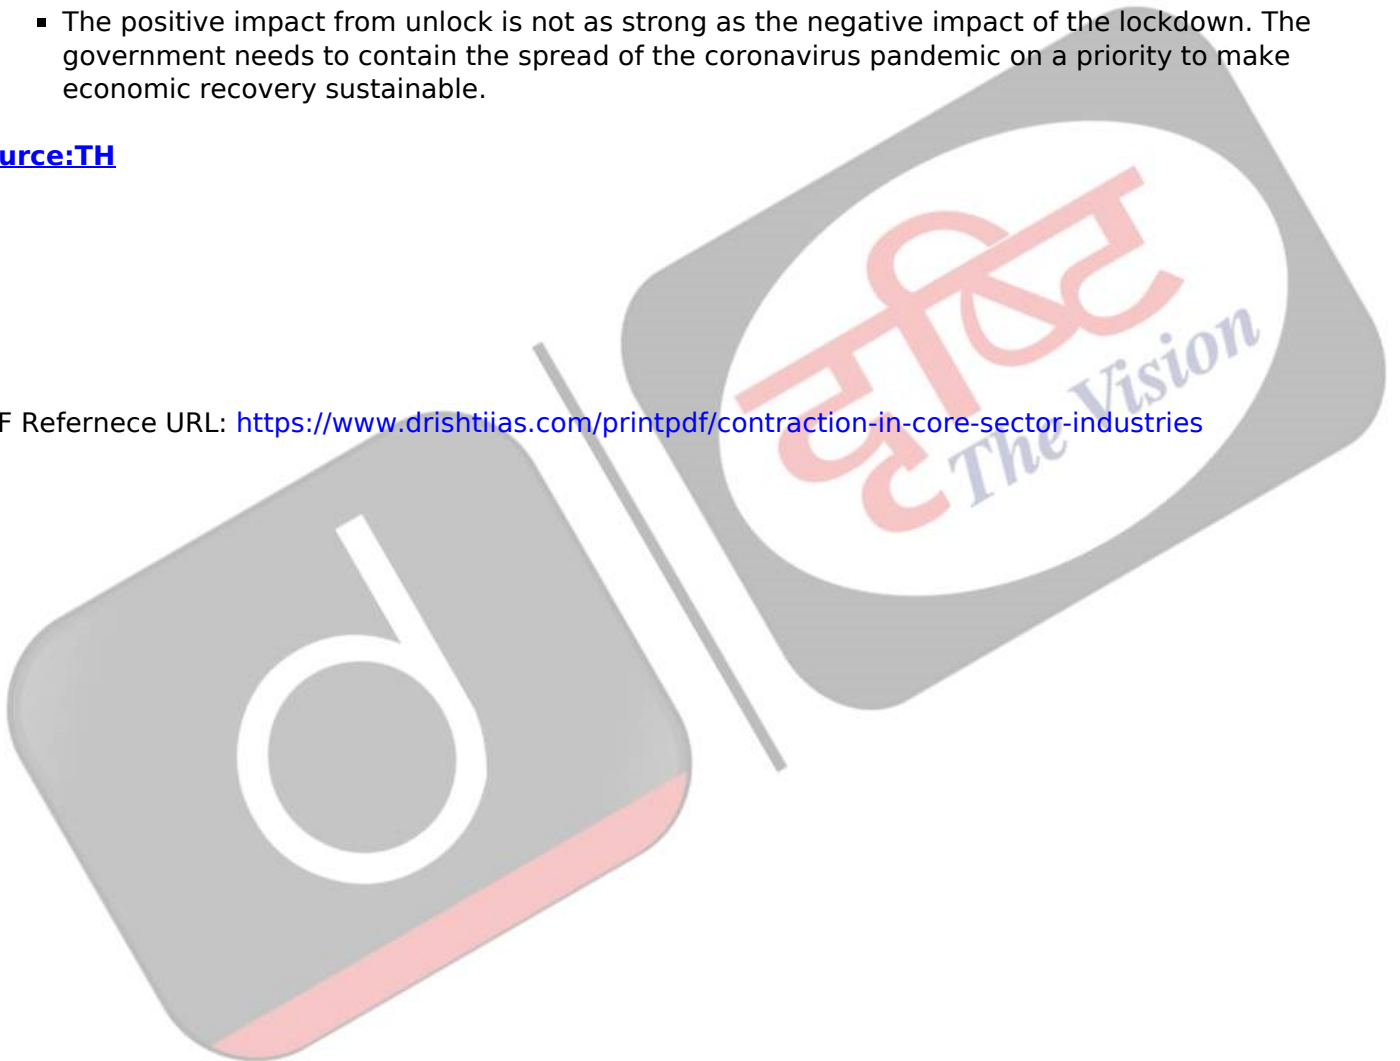 ▪ The positive impact from unlock is not as strong as the negative impact of the lockdown. The
government needs to contain the spread of the coronavirus pandemic on a priority to make
economic recovery sustainable.
urce:TH
F Refernece URL: https://www.drishtiias.com/printpdf/contraction-in-core-sector-industries
दृष्टि
The Vision
d